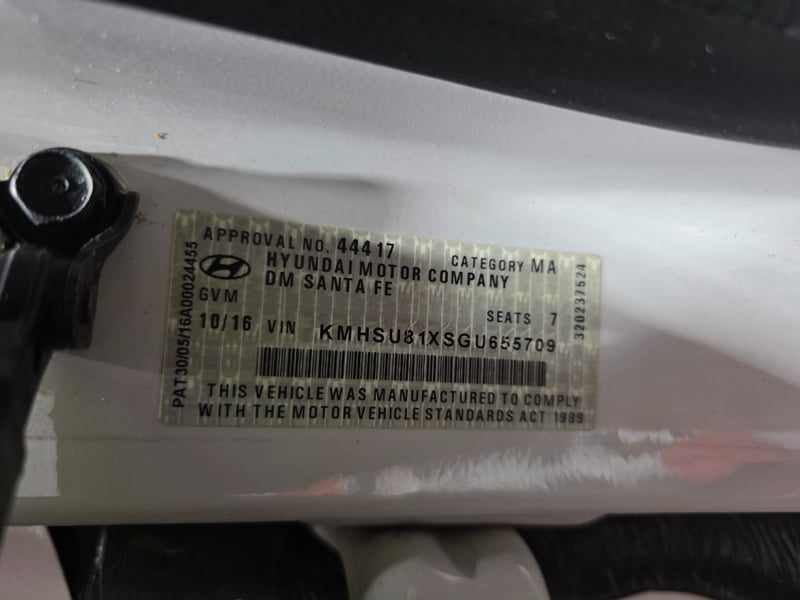 APPROVAL NO. 44417 CATEGORY MA
HYUNDAI MOTOR COMPANY
DM SANTA FE
GVM
SEATS 7
10/16 VIN KMHSU81XSGU655709
THIS VEHICLE WAS MANUFACTURED TO COMPLY
WITH THE MOTOR VEHICLE STANDARDS ACT 1989
PAT30/05/16A00024455
320237524